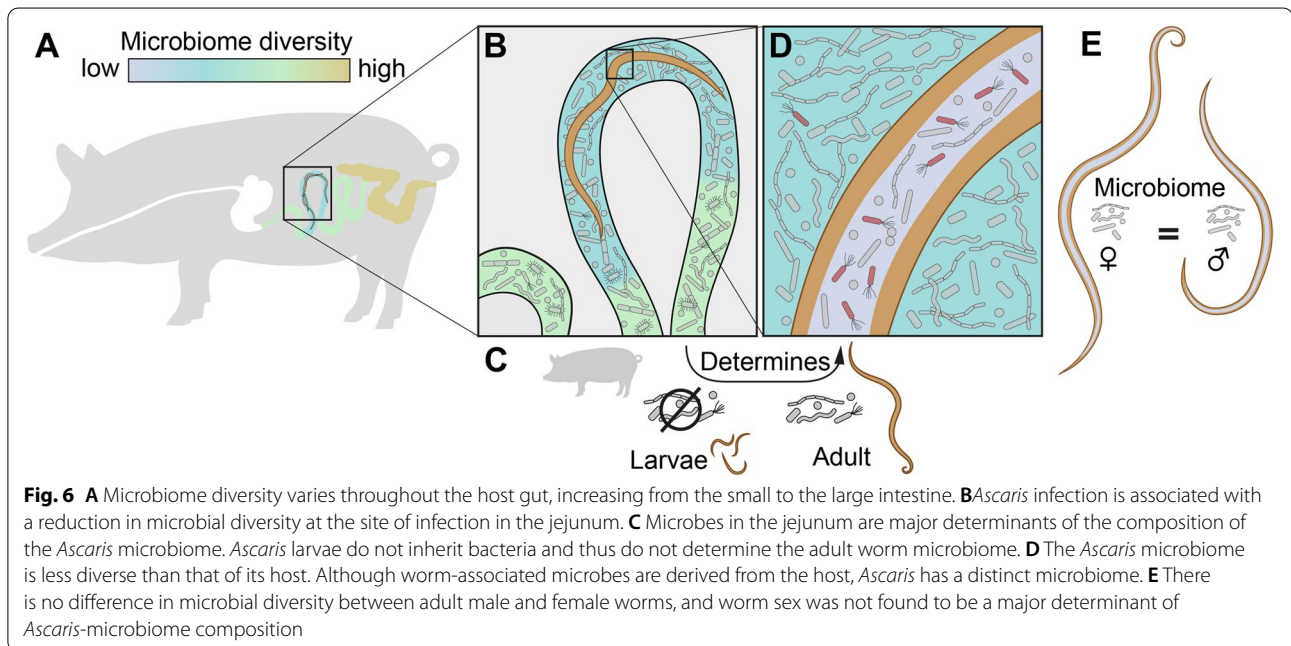 A
Microbiome diversity
low
high
B
D
E
Microbiome
♀ = ♂
C
Determines
Larvae
Adult
Fig. 6 A Microbiome diversity varies throughout the host gut, increasing from the small to the large intestine. BAscaris infection is associated with
a reduction in microbial diversity at the site of infection in the jejunum. C Microbes in the jejunum are major determinants of the composition of
the Ascaris microbiome. Ascaris larvae do not inherit bacteria and thus do not determine the adult worm microbiome. D The Ascaris microbiome
is less diverse than that of its host. Although worm-associated microbes are derived from the host, Ascaris has a distinct microbiome. E There
is no difference in microbial diversity between adult male and female worms, and worm sex was not found to be a major determinant of
Ascaris-microbiome composition